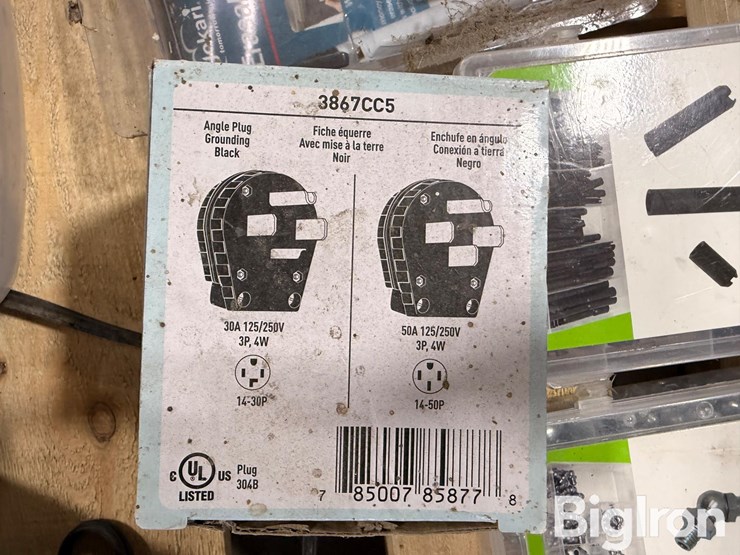 3867CC5
Angle Plug
Grounding
Black
Fiche équerre
Avec mise à la terre
Noir
Enchufe en ángulo
Conexión a tierra
Negro
30A 125/250V
3P, 4W
14-30P
50A 125/250V
3P, 4W
14-50P
C UL US
LISTED
Plug
304B
7 85007 85877 8
BigIron